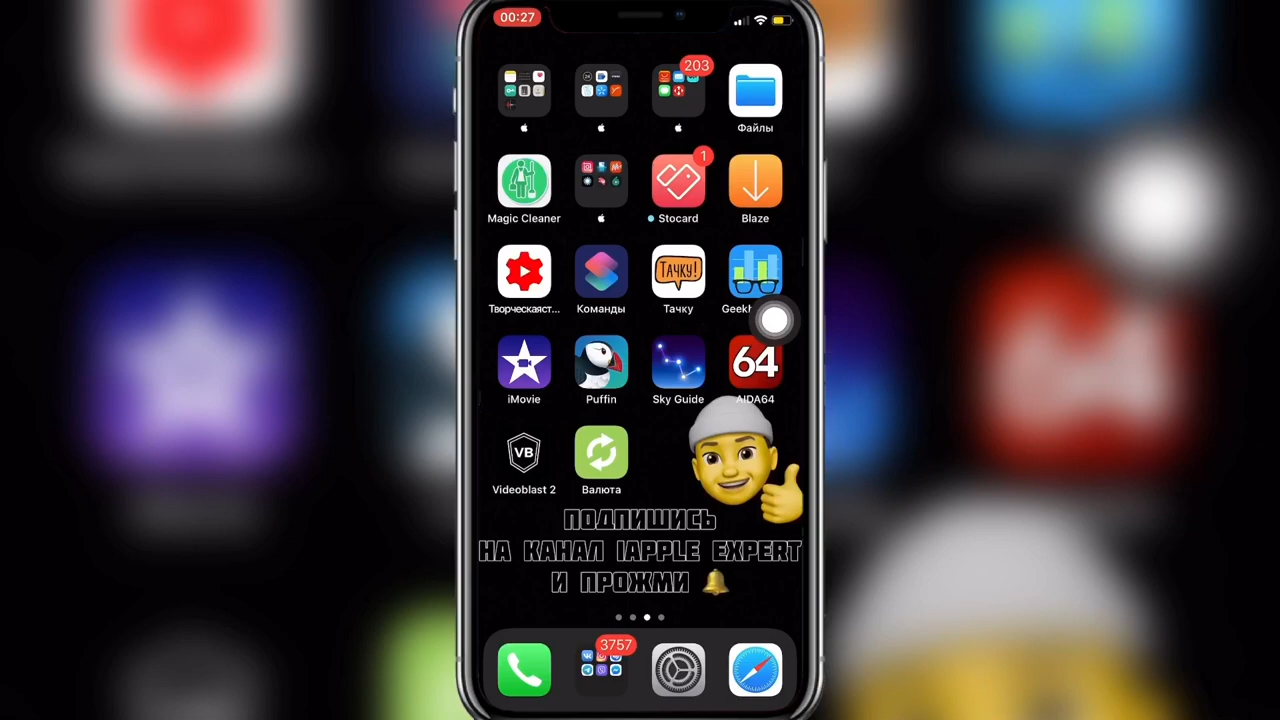 00:27
203
Файлы
1
Magic Cleaner
Stocard
Blaze
ТАЧКУ!
Творческаяст...
Команды
Тачку
Geekb
64
iMovie
Puffin
Sky Guide
AIDA64
VB
Videoblast 2
Валюта
ПОДПИШИСЬ
НА КАНАЛ IAPPLE EXPERT
И ПРОЖМИ
3757